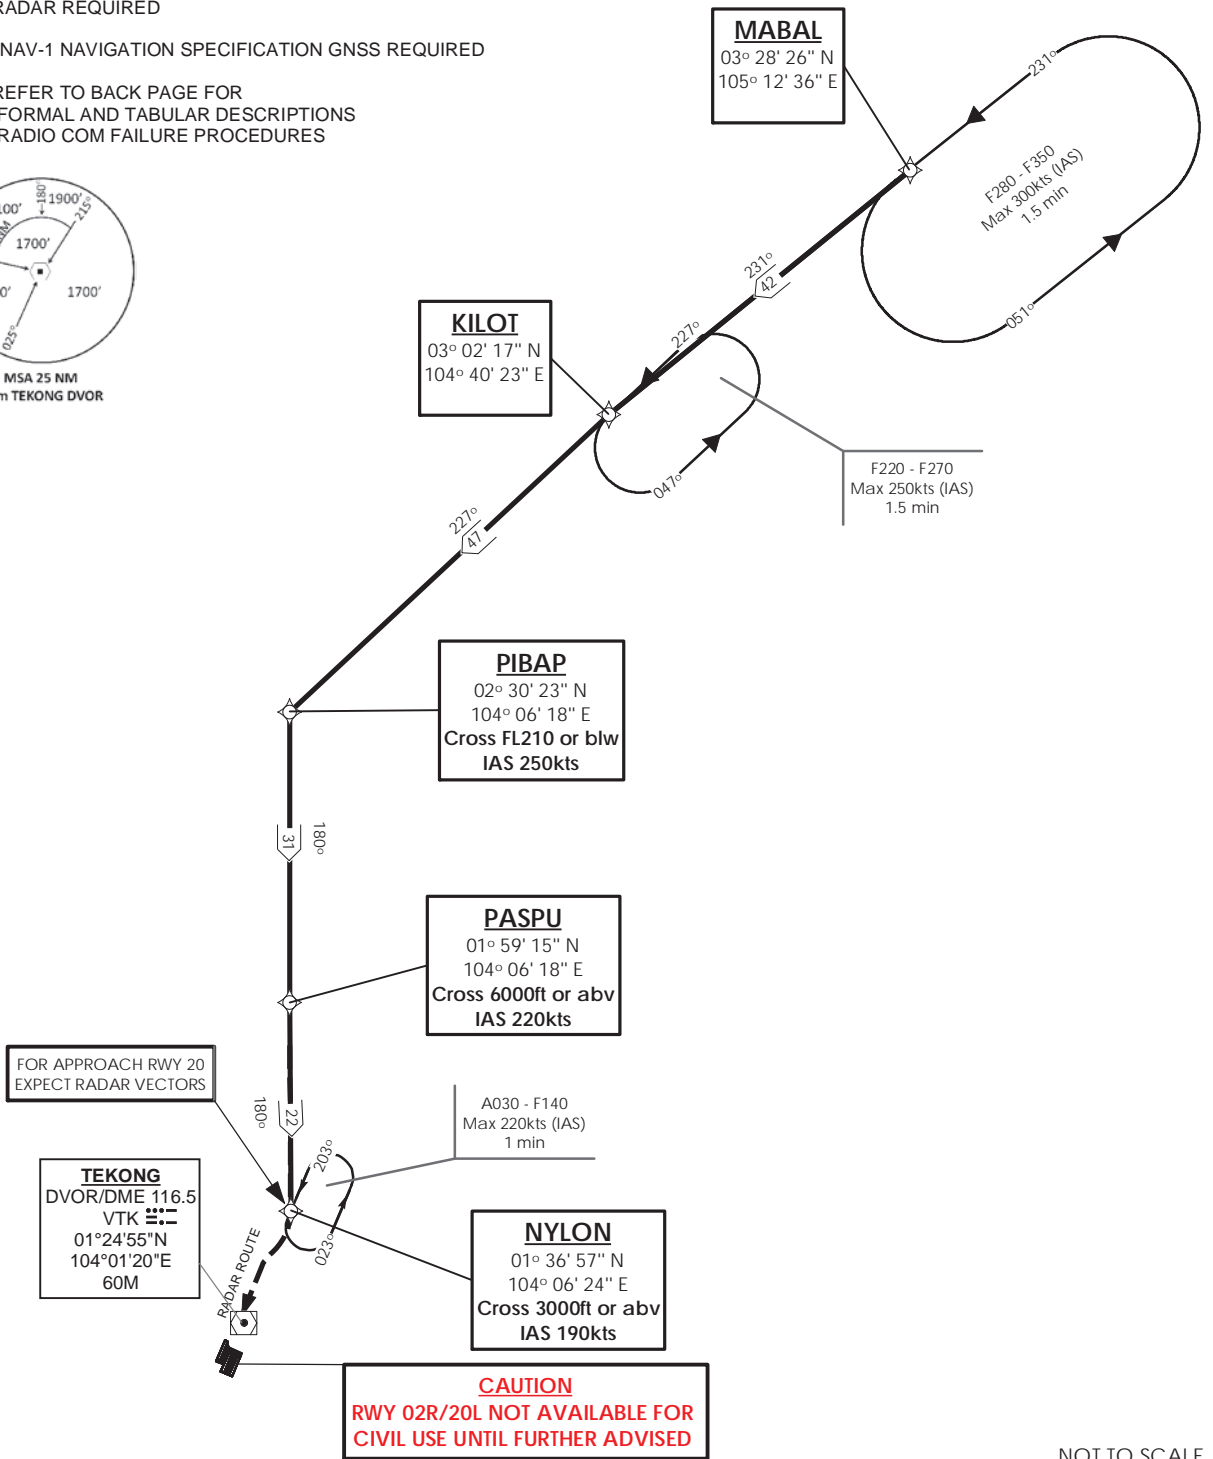 RADAR REQUIRED
NAV-1 NAVIGATION SPECIFICATION GNSS REQUIRED
REFER TO BACK PAGE FOR
FORMAL AND TABULAR DESCRIPTIONS
RADIO COM FAILURE PROCEDURES
180°
1900'
215°
1700'
1700'
025°
MSA 25 NM
TEKONG DVOR
MABAL
03° 28' 26" N
105° 12' 36" E
231°
F280 - F350
Max 300kts (IAS)
1.5 min
051°
231°
42
KILOT
03° 02' 17" N
104° 40' 23" E
227°
047°
F220 - F270
Max 250kts (IAS)
1.5 min
227°
47
PIBAP
02° 30' 23" N
104° 06' 18" E
Cross FL210 or blw
IAS 250kts
31
180°
PASPU
01° 59' 15" N
104° 06' 18" E
Cross 6000ft or abv
IAS 220kts
FOR APPROACH RWY 20
EXPECT RADAR VECTORS
180°
22
A030 - F140
Max 220kts (IAS)
1 min
203°
023°
TEKONG
DVOR/DME 116.5
VTK
01°24'55"N
104°01'20"E
60M
RADAR ROUTE
NYLON
01° 36' 57" N
104° 06' 24" E
Cross 3000ft or abv
IAS 190kts
CAUTION
RWY 02R/20L NOT AVAILABLE FOR
CIVIL USE UNTIL FURTHER ADVISED
NOT TO SCALE